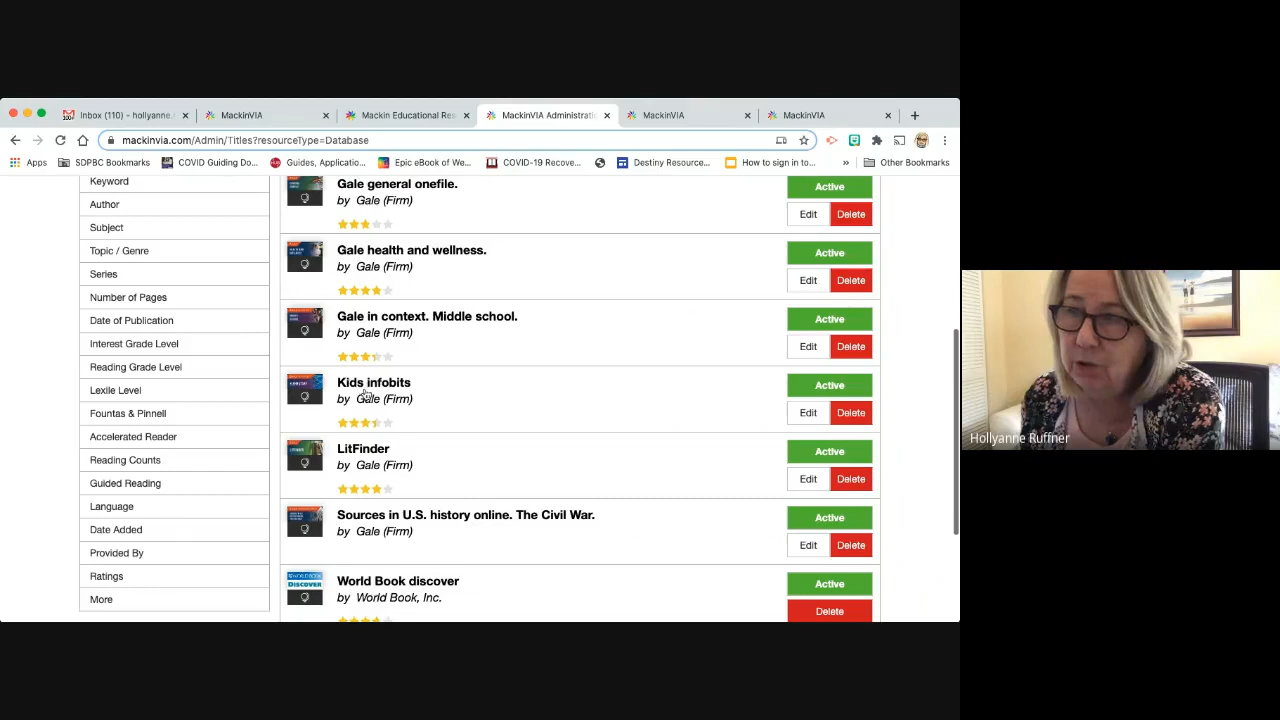 Inbox (110) - hollyanne.
MackinVIA
Mackin Educational Res
MackinVIA Administrati
MackinVIA
MackinVIA
mackinvia.com/Admin/Titles?resourceType=Database
Apps
SDPBC Bookmarks
COVID Guiding Do...
Guides, Applicatio...
Epic eBook of We...
COVID-19 Recove...
Destiny Resource...
How to sign in to...
»
Other Bookmarks
Keyword
Author
Subject
Topic / Genre
Series
Number of Pages
Date of Publication
Interest Grade Level
Reading Grade Level
Lexile Level
Fountas & Pinnell
Accelerated Reader
Reading Counts
Guided Reading
Language
Date Added
Provided By
Ratings
More
Gale general onefile.
by Gale (Firm)
Active
Edit
Delete
Gale health and wellness.
by Gale (Firm)
Active
Edit
Delete
Gale in context. Middle school.
by Gale (Firm)
Active
Edit
Delete
Kids infobits
by Gale (Firm)
Active
Edit
Delete
LitFinder
by Gale (Firm)
Active
Edit
Delete
Sources in U.S. history online. The Civil War.
by Gale (Firm)
Active
Edit
Delete
World Book discover
by World Book, Inc.
Active
Delete
Hollyanne Ruffner